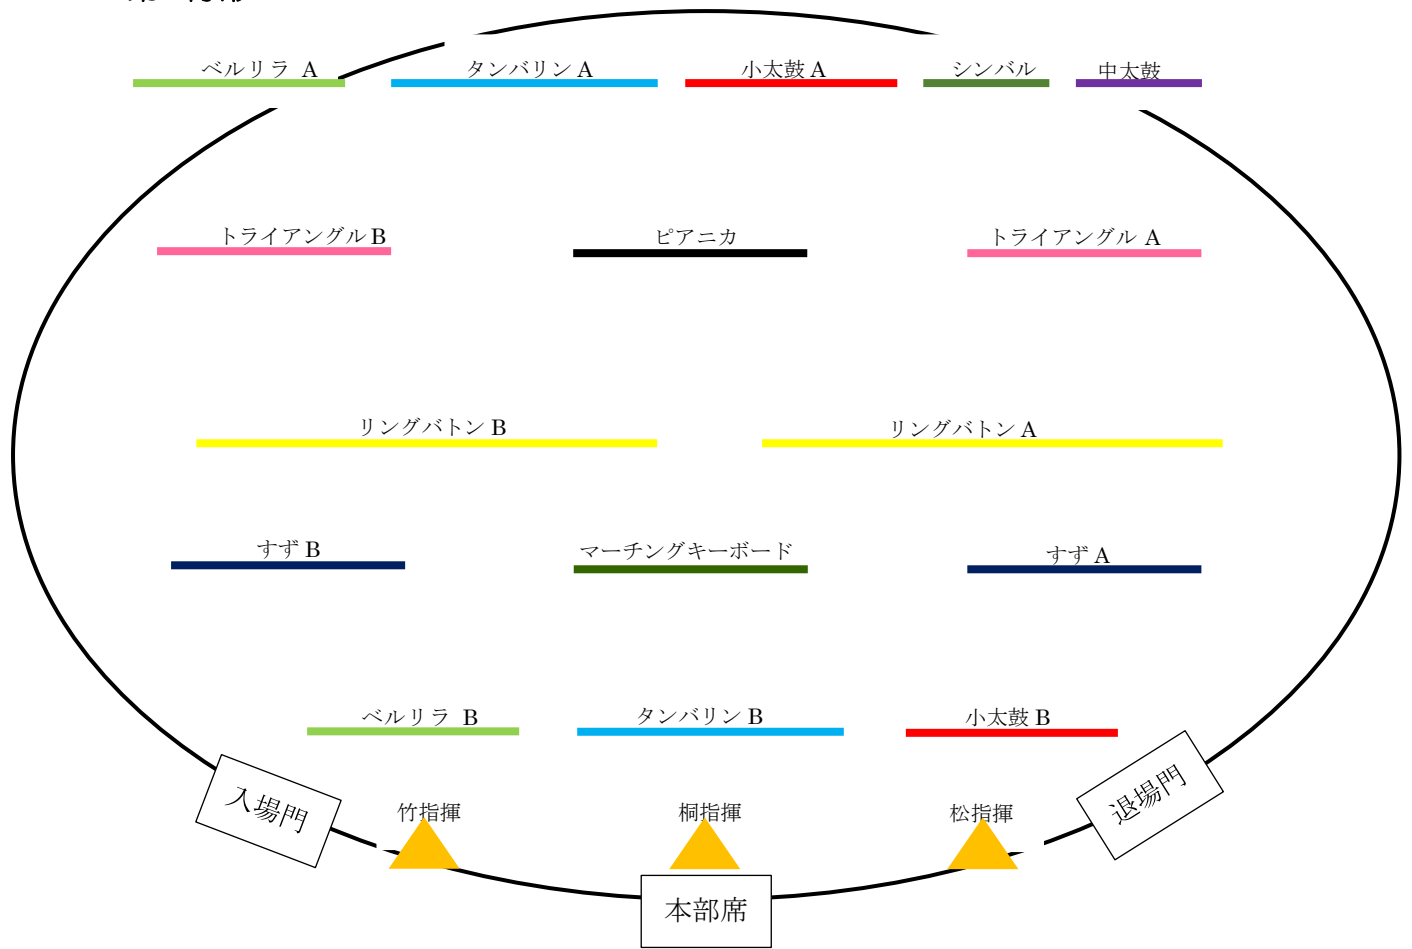 ベルリラ A
タンバリン A
小太鼓 A
シンバル
中太鼓
トライアングル B
ピアニカ
トライアングル A
リングバトン B
リングバトン A
すず B
マーチングキーボード
すず A
ベルリラ B
タンバリン B
小太鼓 B
入場門
竹指揮
桐指揮
松指揮
退場門
本部席